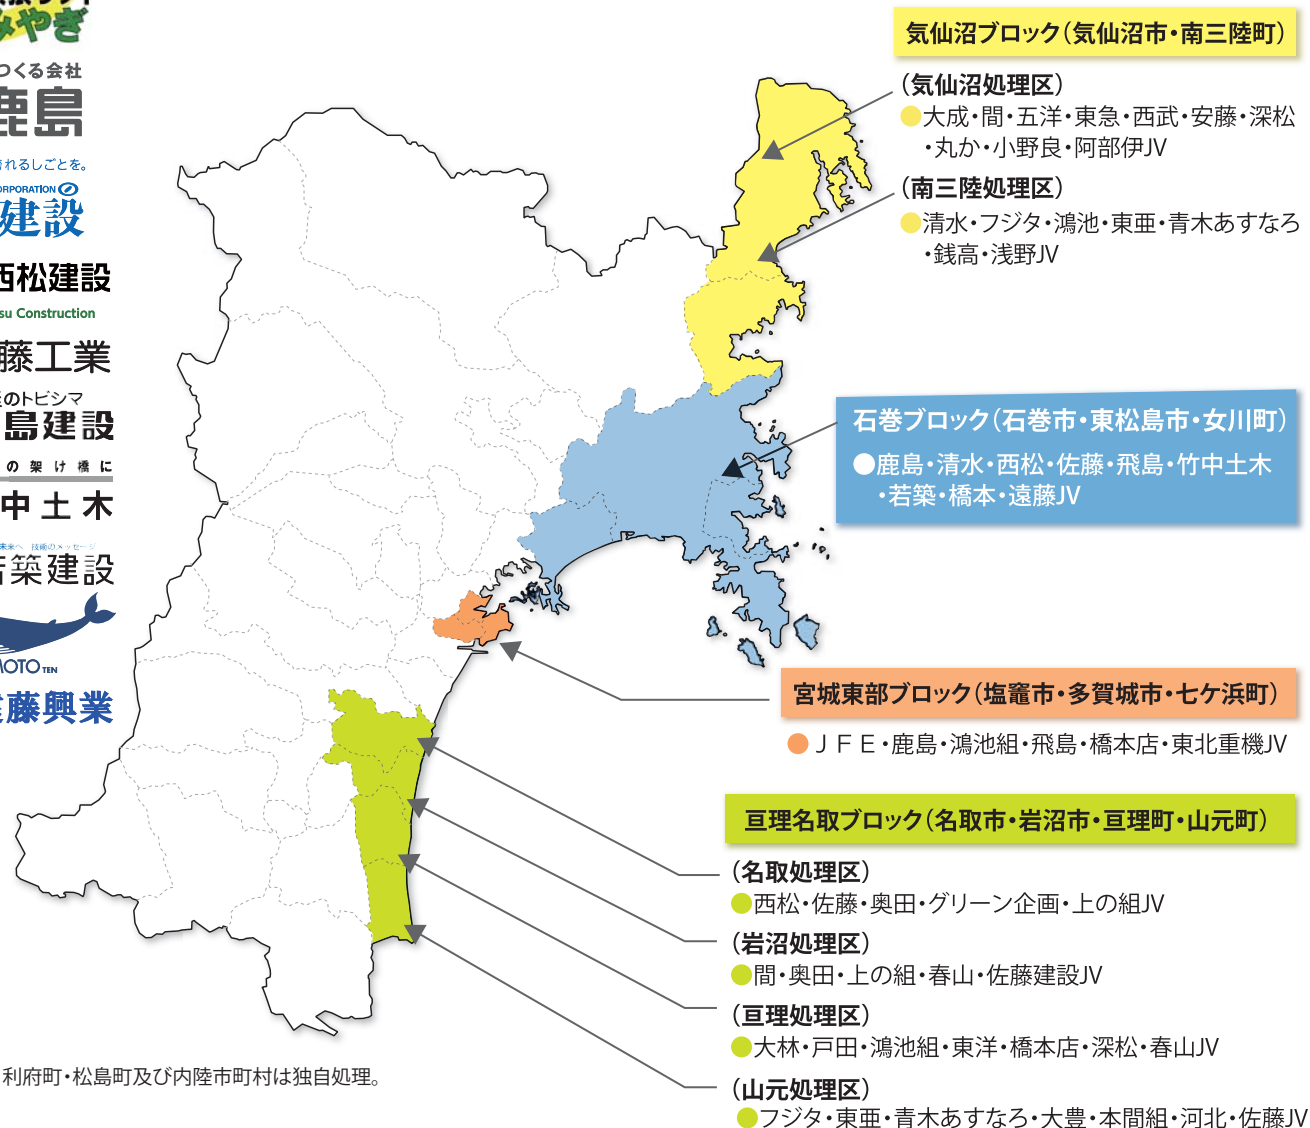 みやぎ
つくる会社
鹿島
れるしごとを。
ORPORATION
建設
西松建設
su Construction
藤工業
のトビシマ
島建設
の架け橋に
中土木
未来へ 技術のメッセージ
若築建設
MOTO TEN
遠藤興業
気仙沼ブロック(気仙沼市・南三陸町)
(気仙沼処理区)
●大成・間・五洋・東急・西武・安藤・深松
・丸か・小野良・阿部伊JV
(南三陸処理区)
●清水・フジタ・鴻池・東亜・青木あすなろ
・銭高・浅野JV
石巻ブロック(石巻市・東松島市・女川町)
●鹿島・清水・西松・佐藤・飛島・竹中土木
・若築・橋本・遠藤JV
宮城東部ブロック(塩竈市・多賀城市・七ケ浜町)
●ＪＦＥ・鹿島・鴻池組・飛島・橋本店・東北重機JV
亘理名取ブロック(名取市・岩沼市・亘理町・山元町)
(名取処理区)
●西松・佐藤・奥田・グリーン企画・上の組JV
(岩沼処理区)
●間・奥田・上の組・春山・佐藤建設JV
(亘理処理区)
●大林・戸田・鴻池組・東洋・橋本店・深松・春山JV
(山元処理区)
●フジタ・東亜・青木あすなろ・大豊・本間組・河北・佐藤JV
利府町・松島町及び内陸市町村は独自処理。